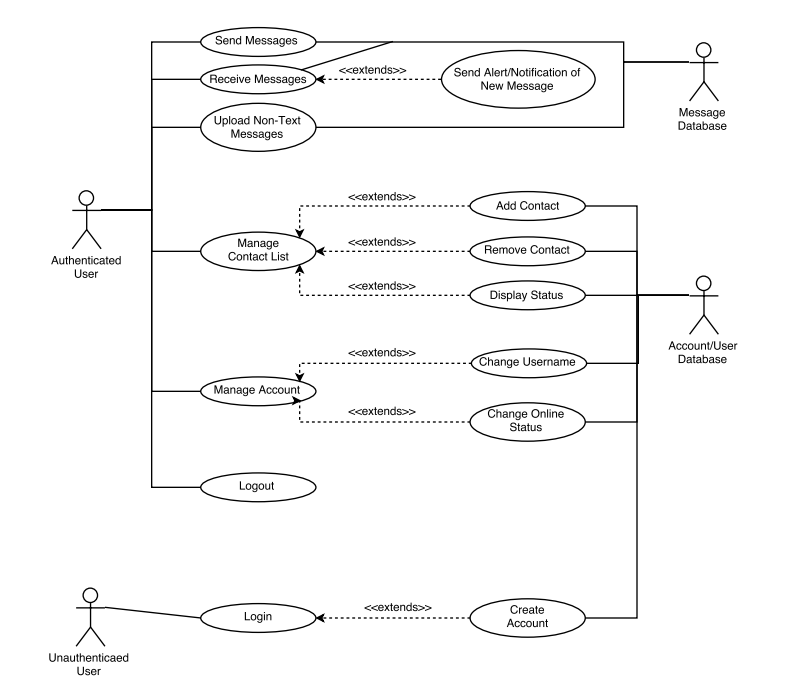 Send Messages
Receive Messages
<<extends>>
Send Alert/Notification of
New Message
Upload Non-Text
Messages
Message
Database
Authenticated
User
<<extends>>
Add Contact
Manage
Contact List
<<extends>>
Remove Contact
<<extends>>
Display Status
Account/User
Database
<<extends>>
Change Username
Manage Account
<<extends>>
Change Online
Status
Logout
Unauthenticaed
User
Login
<<extends>>
Create
Account